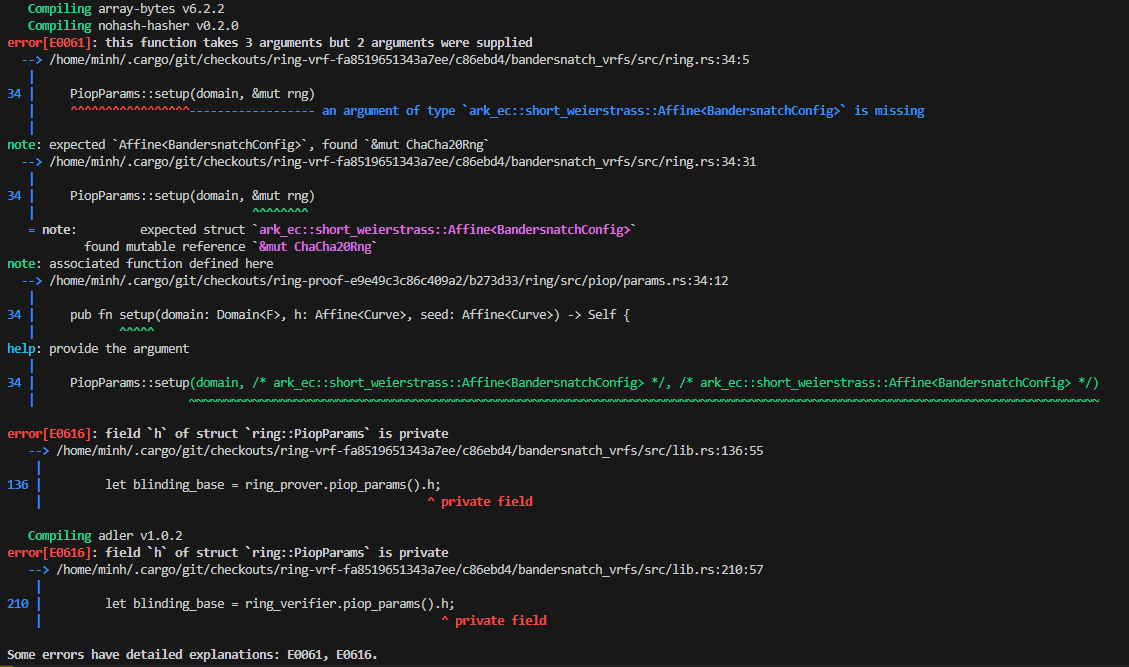 Compiling array-bytes v6.2.2
Compiling nohash-hasher v0.2.0
error[E0061]: this function takes 3 arguments but 2 arguments were supplied
--> /home/minh/.cargo/git/checkouts/ring-vrf-fa8519651343a7ee/c86ebd4/bandersnatch_vrfs/src/ring.rs:34:5
|
34 |     PiopParams::setup(domain, &mut rng)
|     ^^^^^^^^^^^^^^^^^------------------ an argument of type `ark_ec::short_weierstrass::Affine<BandersnatchConfig>` is missing
|
note: expected `Affine<BandersnatchConfig>`, found `&mut ChaCha20Rng`
--> /home/minh/.cargo/git/checkouts/ring-vrf-fa8519651343a7ee/c86ebd4/bandersnatch_vrfs/src/ring.rs:34:31
|
34 |     PiopParams::setup(domain, &mut rng)
|                               ^^^^^^^^
= note:         expected struct `ark_ec::short_weierstrass::Affine<BandersnatchConfig>`
found mutable reference `&mut ChaCha20Rng`
note: associated function defined here
--> /home/minh/.cargo/git/checkouts/ring-proof-e9e49c3c86c409a2/b273d33/ring/src/piop/params.rs:34:12
|
34 |     pub fn setup(domain: Domain<F>, h: Affine<Curve>, seed: Affine<Curve>) -> Self {
|            ^^^^^
help: provide the argument
|
34 |     PiopParams::setup(domain, /* ark_ec::short_weierstrass::Affine<BandersnatchConfig> */, /* ark_ec::short_weierstrass::Affine<BandersnatchConfig> */)
|                      ~~~~~~~~~~~~~~~~~~~~~~~~~~~~~~~~~~~~~~~~~~~~~~~~~~~~~~~~~~~~~~~~~~~~~~~~~~~~~~~~~~~~~~~~~~~~~~~~~~~~~~~~~~~~~~~~~~
error[E0616]: field `h` of struct `ring::PiopParams` is private
--> /home/minh/.cargo/git/checkouts/ring-vrf-fa8519651343a7ee/c86ebd4/bandersnatch_vrfs/src/lib.rs:136:55
|
136 |         let blinding_base = ring_prover.piop_params().h;
|                                                       ^ private field
Compiling adler v1.0.2
error[E0616]: field `h` of struct `ring::PiopParams` is private
--> /home/minh/.cargo/git/checkouts/ring-vrf-fa8519651343a7ee/c86ebd4/bandersnatch_vrfs/src/lib.rs:210:57
|
210 |         let blinding_base = ring_verifier.piop_params().h;
|                                                         ^ private field
Some errors have detailed explanations: E0061, E0616.